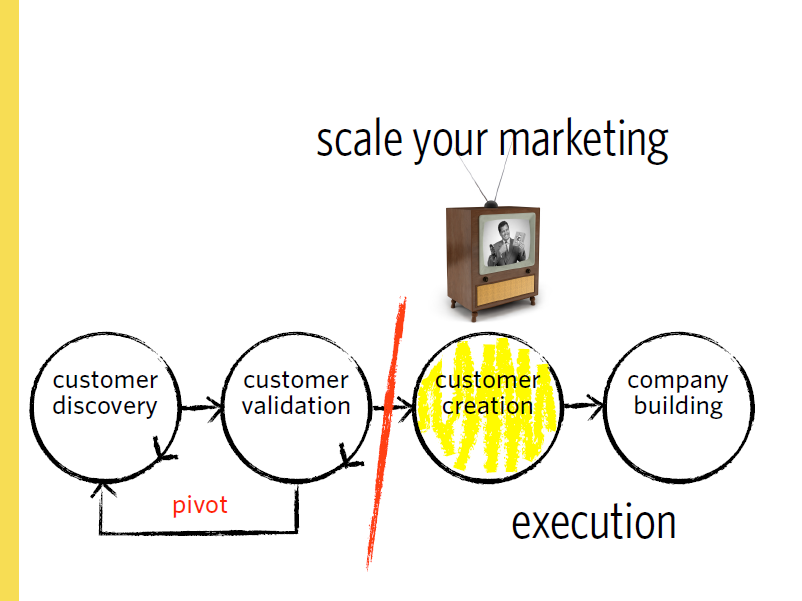 scale your marketing
customer
discovery
customer
validation
customer
creation
company
building
pivot
execution